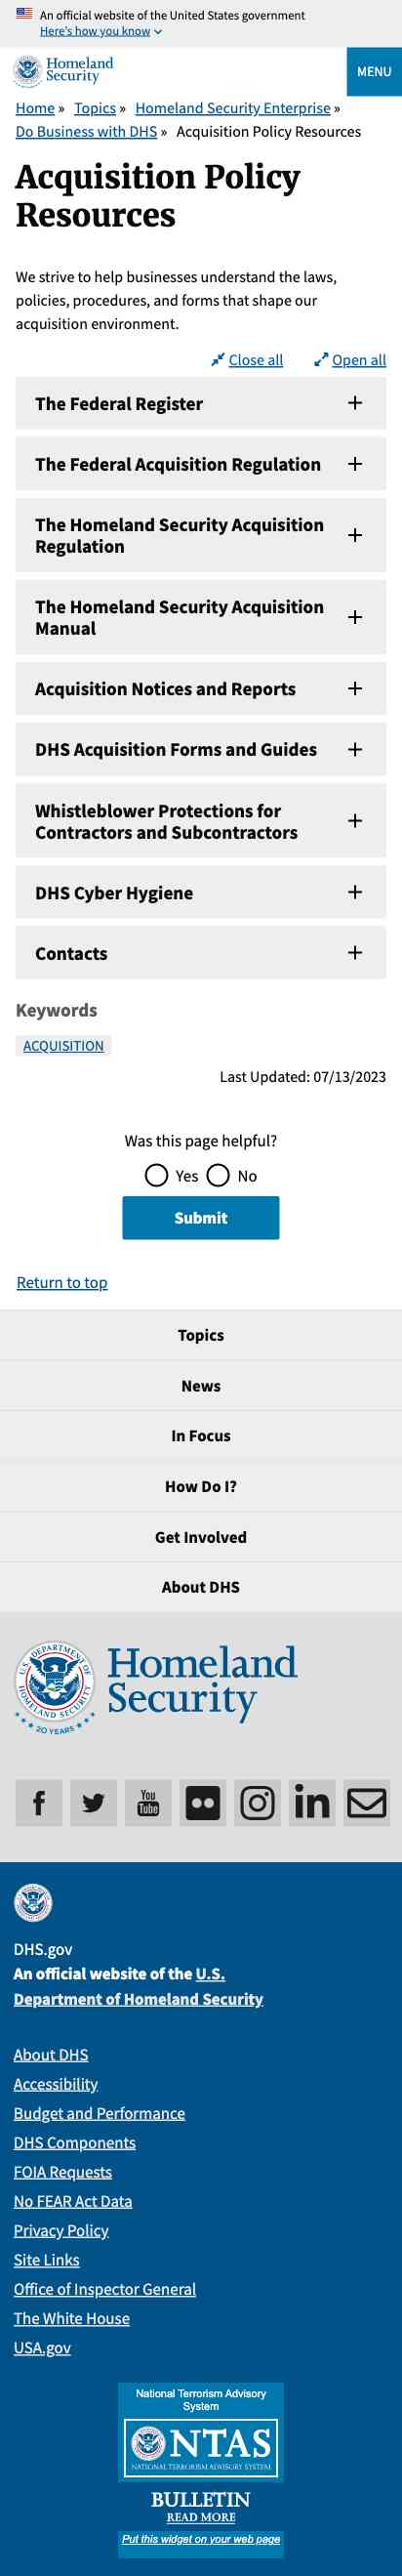 An official website of the United States government
Here's how you know
Homeland
Security
MENU
Home » Topics » Homeland Security Enterprise »
Do Business with DHS » Acquisition Policy Resources
Acquisition Policy
Resources
We strive to help businesses understand the laws,
policies, procedures, and forms that shape our
acquisition environment.
Close all Open all
The Federal Register
The Federal Acquisition Regulation
The Homeland Security Acquisition
Regulation
The Homeland Security Acquisition
Manual
Acquisition Notices and Reports
DHS Acquisition Forms and Guides
Whistleblower Protections for
Contractors and Subcontractors
DHS Cyber Hygiene
Contacts
Keywords
ACQUISITION
Last Updated: 07/13/2023
Was this page helpful?
Yes No
Submit
Return to top
Topics
News
In Focus
How Do I?
Get Involved
About DHS
U.S. DEPARTMENT OF HOMELAND SECURITY
20 YEARS
Homeland
Security
You
Tube
DHS.gov
An official website of the U.S.
Department of Homeland Security
About DHS
Accessibility
Budget and Performance
DHS Components
FOIA Requests
No FEAR Act Data
Privacy Policy
Site Links
Office of Inspector General
The White House
USA.gov
National Terrorism Advisory
System
NTAS
NATIONAL TERRORISM ADVISORY SYSTEM
BULLETIN
READ MORE
Put this widget on your web page